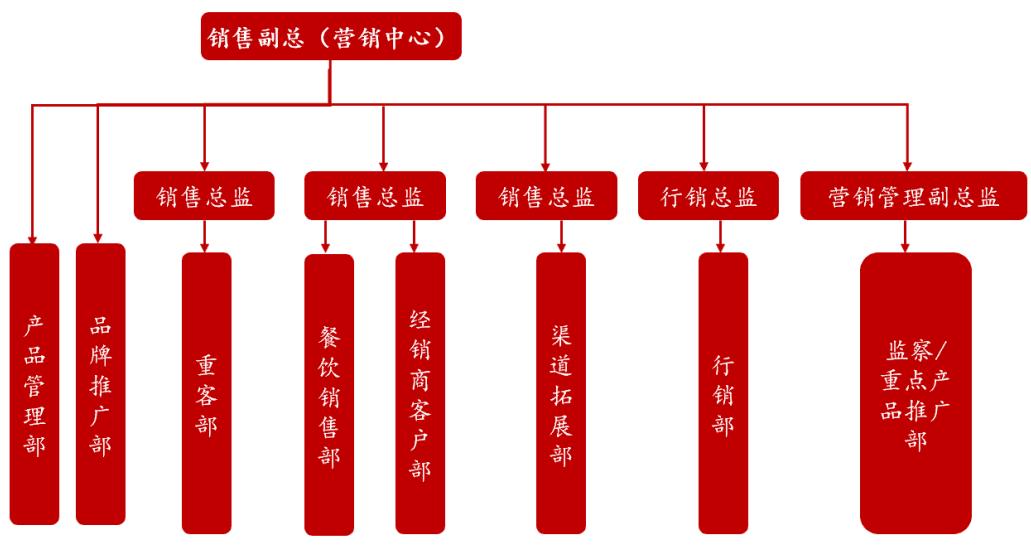 销售副总（营销中心）
销售总监
销售总监
销售总监
行销总监
营销管理副总监
产品管理部
品牌推广部
重客部
餐饮销售部
经销商客户部
渠道拓展部
行销部
监察/
重点产
品推广
部